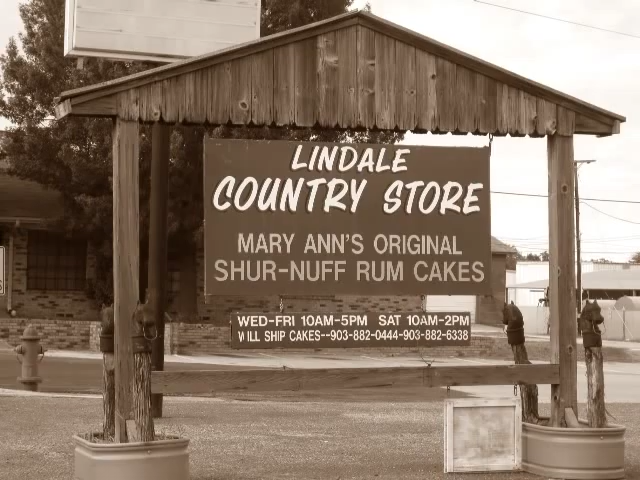 LINDALE
COUNTRY STORE
MARY ANN'S ORIGINAL
SHUR-NUFF RUM CAKES
WED-FRI 10AM-5PM SAT 10AM-2PM
WILL SHIP CAKES--903-882-0444-903-882-6338